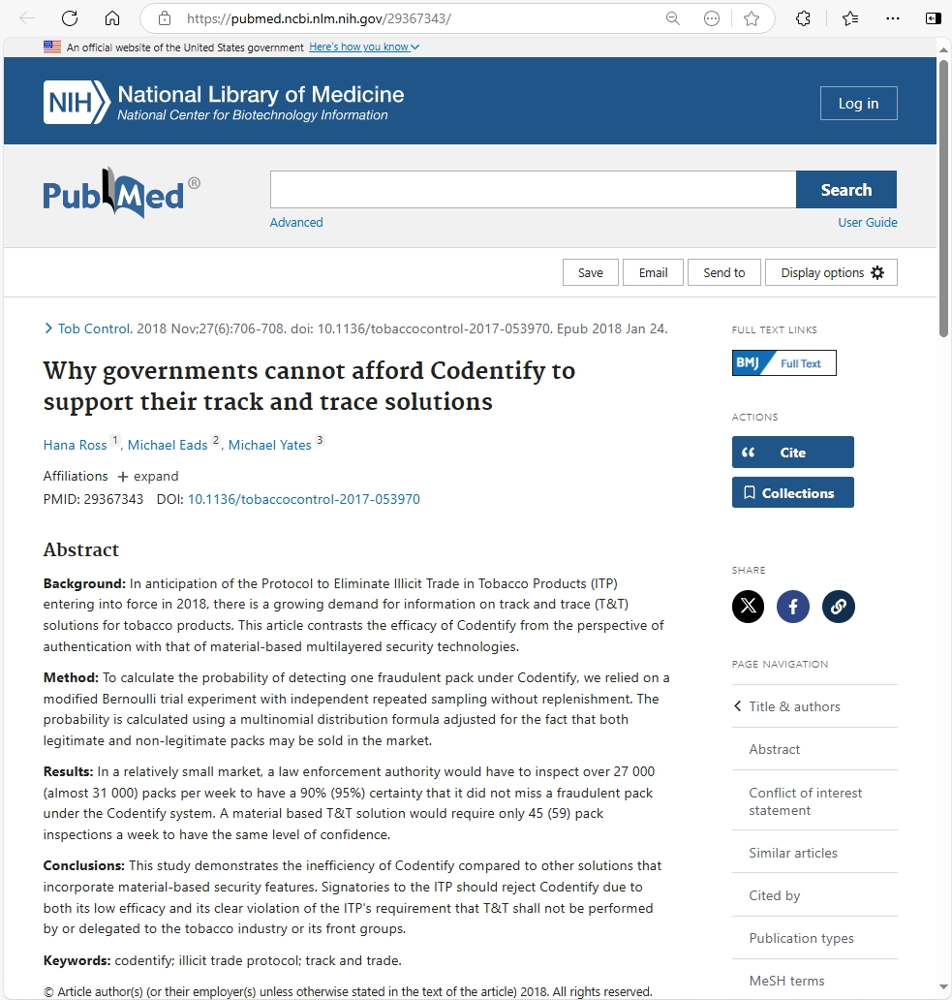 https://pubmed.ncbi.nlm.nih.gov/29367343/
An official website of the United States government Here's how you know
NIH National Library of Medicine
National Center for Biotechnology Information
Log in
PubMed®
Search
Advanced
User Guide
Save
Email
Send to
Display options
Tob Control. 2018 Nov;27(6):706-708. doi: 10.1136/tobaccocontrol-2017-053970. Epub 2018 Jan 24.
Why governments cannot afford Codentify to
support their track and trace solutions
Hana Ross 1, Michael Eads 2, Michael Yates 3
Affiliations + expand
PMID: 29367343 DOI: 10.1136/tobaccocontrol-2017-053970
Abstract
Background: In anticipation of the Protocol to Eliminate Illicit Trade in Tobacco Products (ITP)
entering into force in 2018, there is a growing demand for information on track and trace (T&T)
solutions for tobacco products. This article contrasts the efficacy of Codentify from the perspective of
authentication with that of material-based multilayered security technologies.
Method: To calculate the probability of detecting one fraudulent pack under Codentify, we relied on a
modified Bernoulli trial experiment with independent repeated sampling without replenishment. The
probability is calculated using a multinomial distribution formula adjusted for the fact that both
legitimate and non-legitimate packs may be sold in the market.
Results: In a relatively small market, a law enforcement authority would have to inspect over 27 000
(almost 31 000) packs per week to have a 90% (95%) certainty that it did not miss a fraudulent pack
under the Codentify system. A material based T&T solution would require only 45 (59) pack
inspections a week to have the same level of confidence.
Conclusions: This study demonstrates the inefficiency of Codentify compared to other solutions that
incorporate material-based security features. Signatories to the ITP should reject Codentify due to
both its low efficacy and its clear violation of the ITP's requirement that T&T shall not be performed
by or delegated to the tobacco industry or its front groups.
Keywords: codentify; illicit trade protocol; track and trace.
© Article author(s) (or their employer(s) unless otherwise stated in the text of the article) 2018. All rights reserved.
FULL TEXT LINKS
BMJ Full Text
ACTIONS
Cite
Collections
SHARE
PAGE NAVIGATION
Title & authors
Abstract
Conflict of interest
statement
Similar articles
Cited by
Publication types
MeSH terms